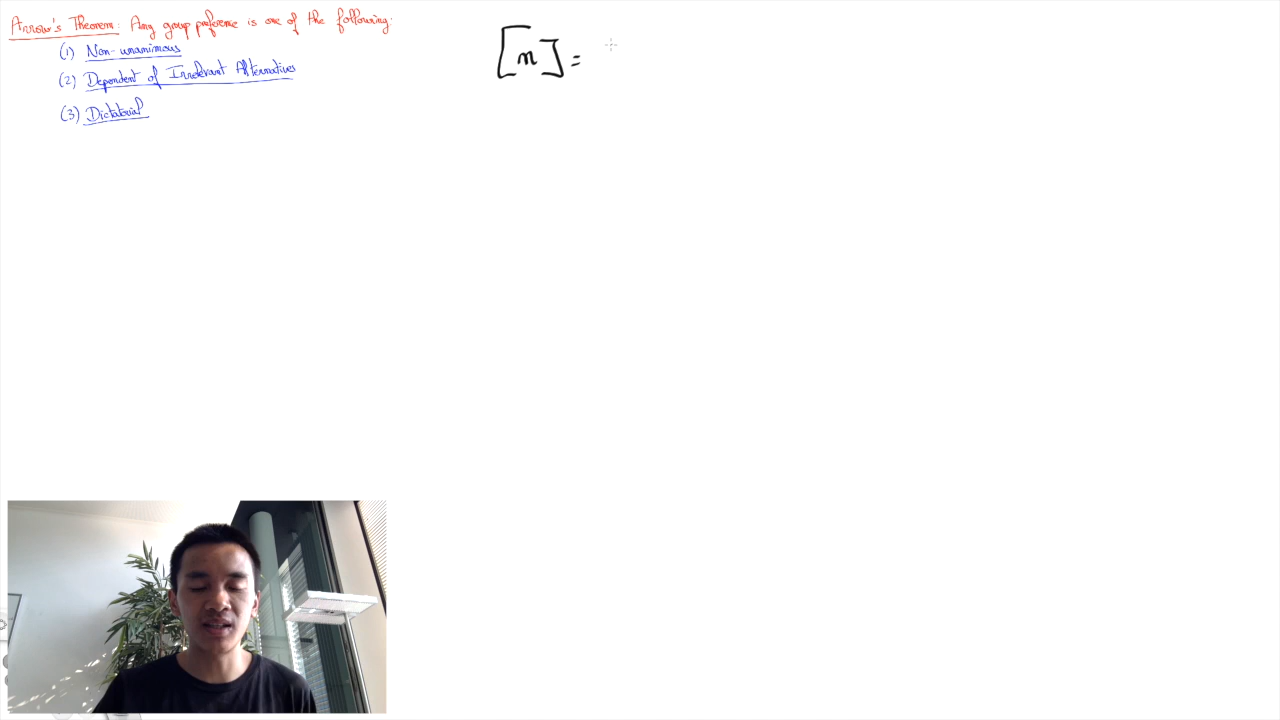 Arrow's Theorem: Any group preference is one of the following:
(1) Non-unanimous
(2) Dependent of Irrelevant Alternatives
(3) Dictatorial
[n] =